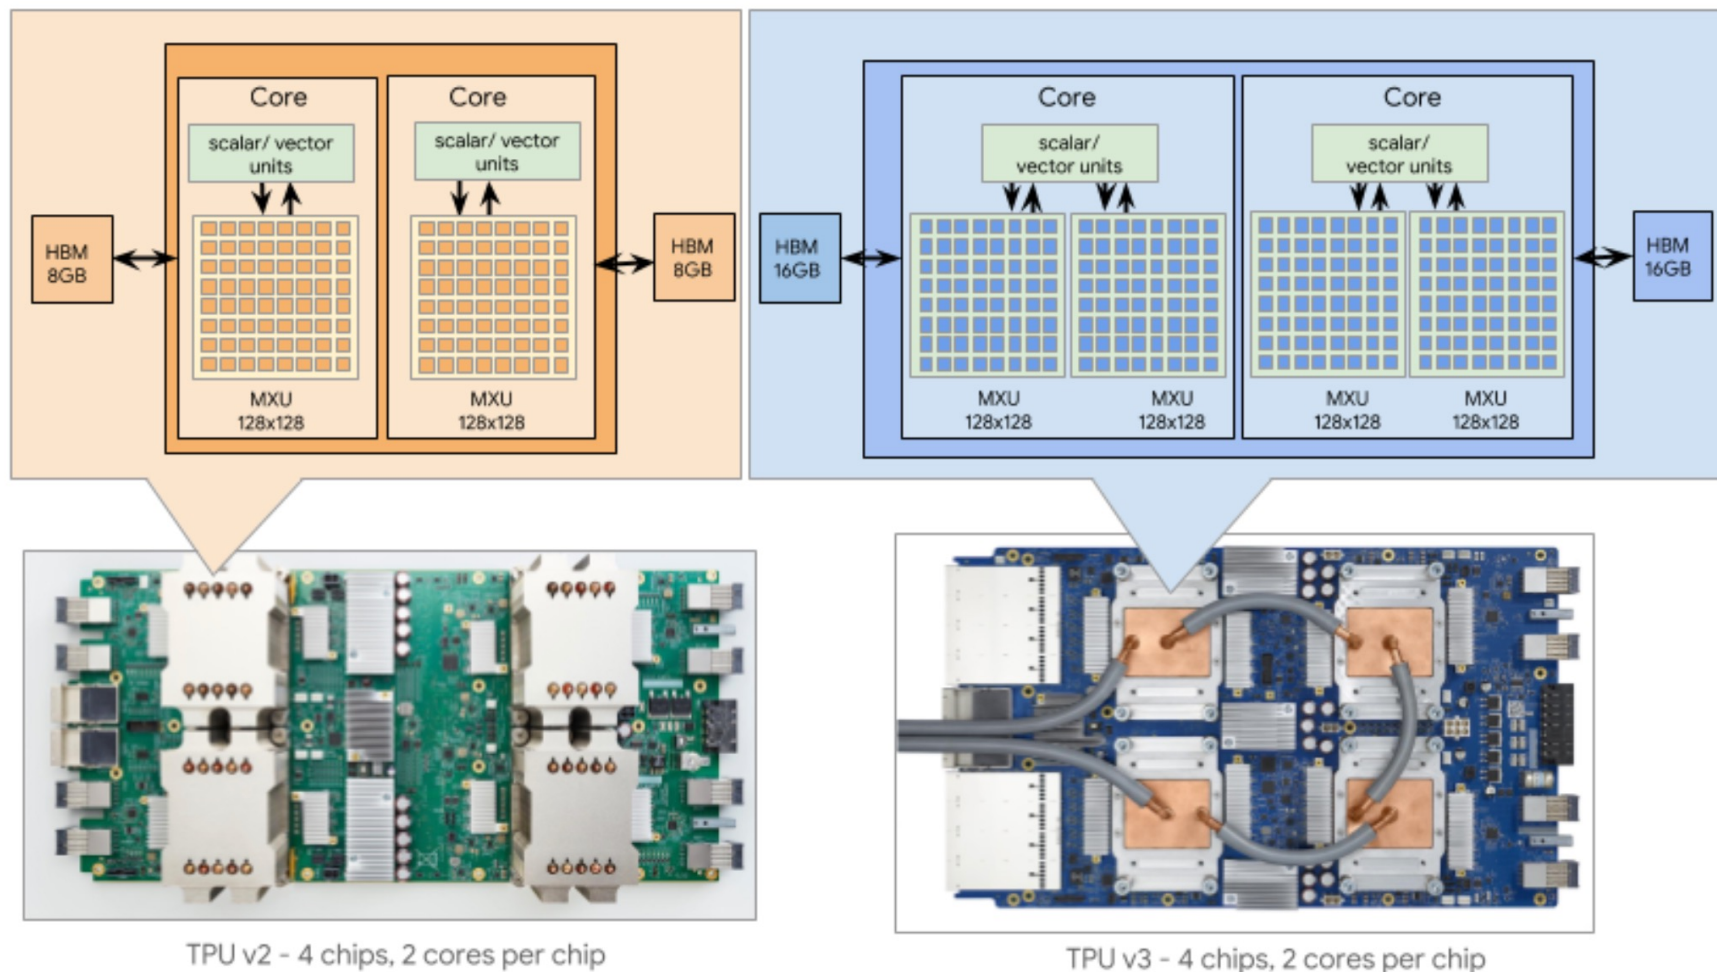 Core
scalar/ vector
units
MXU
128x128
Core
scalar/ vector
units
MXU
128x128
HBM
8GB
HBM
8GB
Core
scalar/
vector units
MXU
128x128
MXU
128x128
Core
scalar/
vector units
MXU
128x128
MXU
128x128
HBM
16GB
HBM
16GB
TPU v2 - 4 chips, 2 cores per chip
TPU v3 - 4 chips, 2 cores per chip